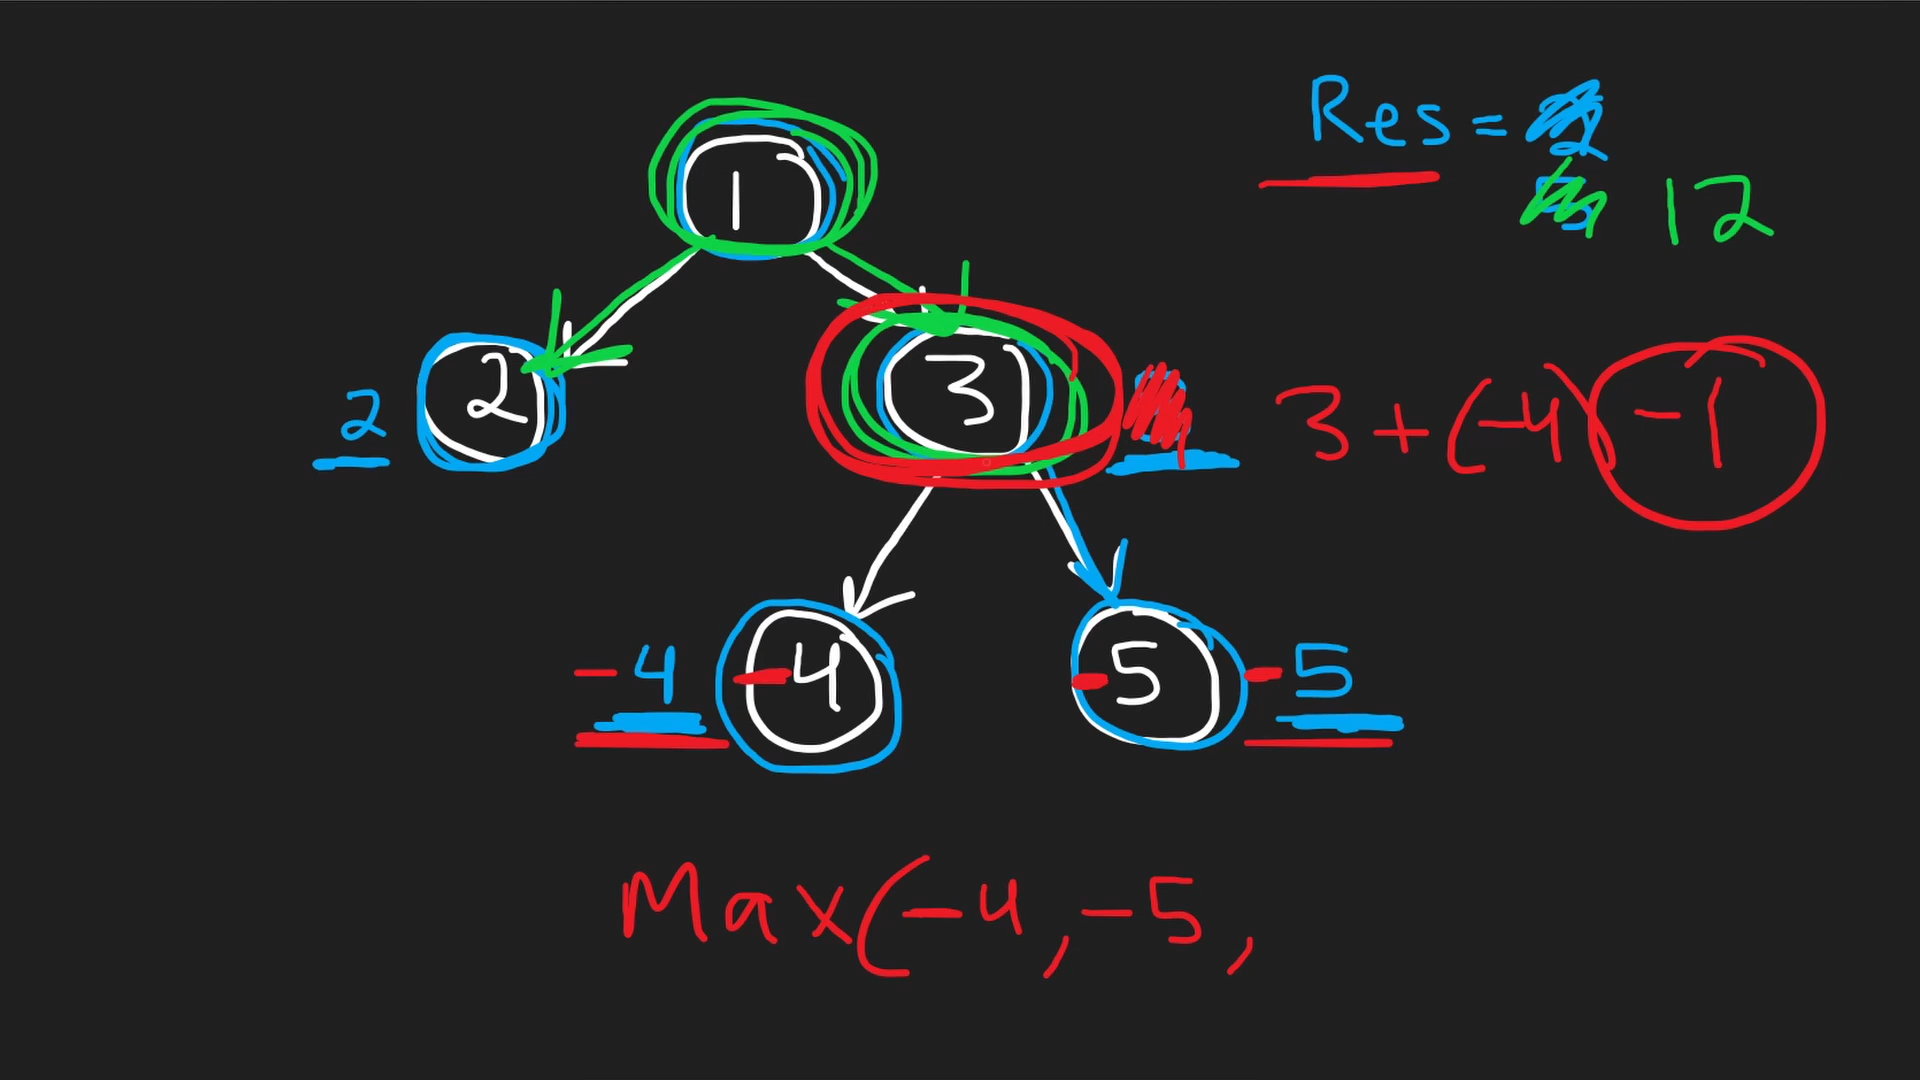 Res =
12
1
2 2
3
3 + (-4) -1
-4 -4
-5 -5
Max(-4, -5,